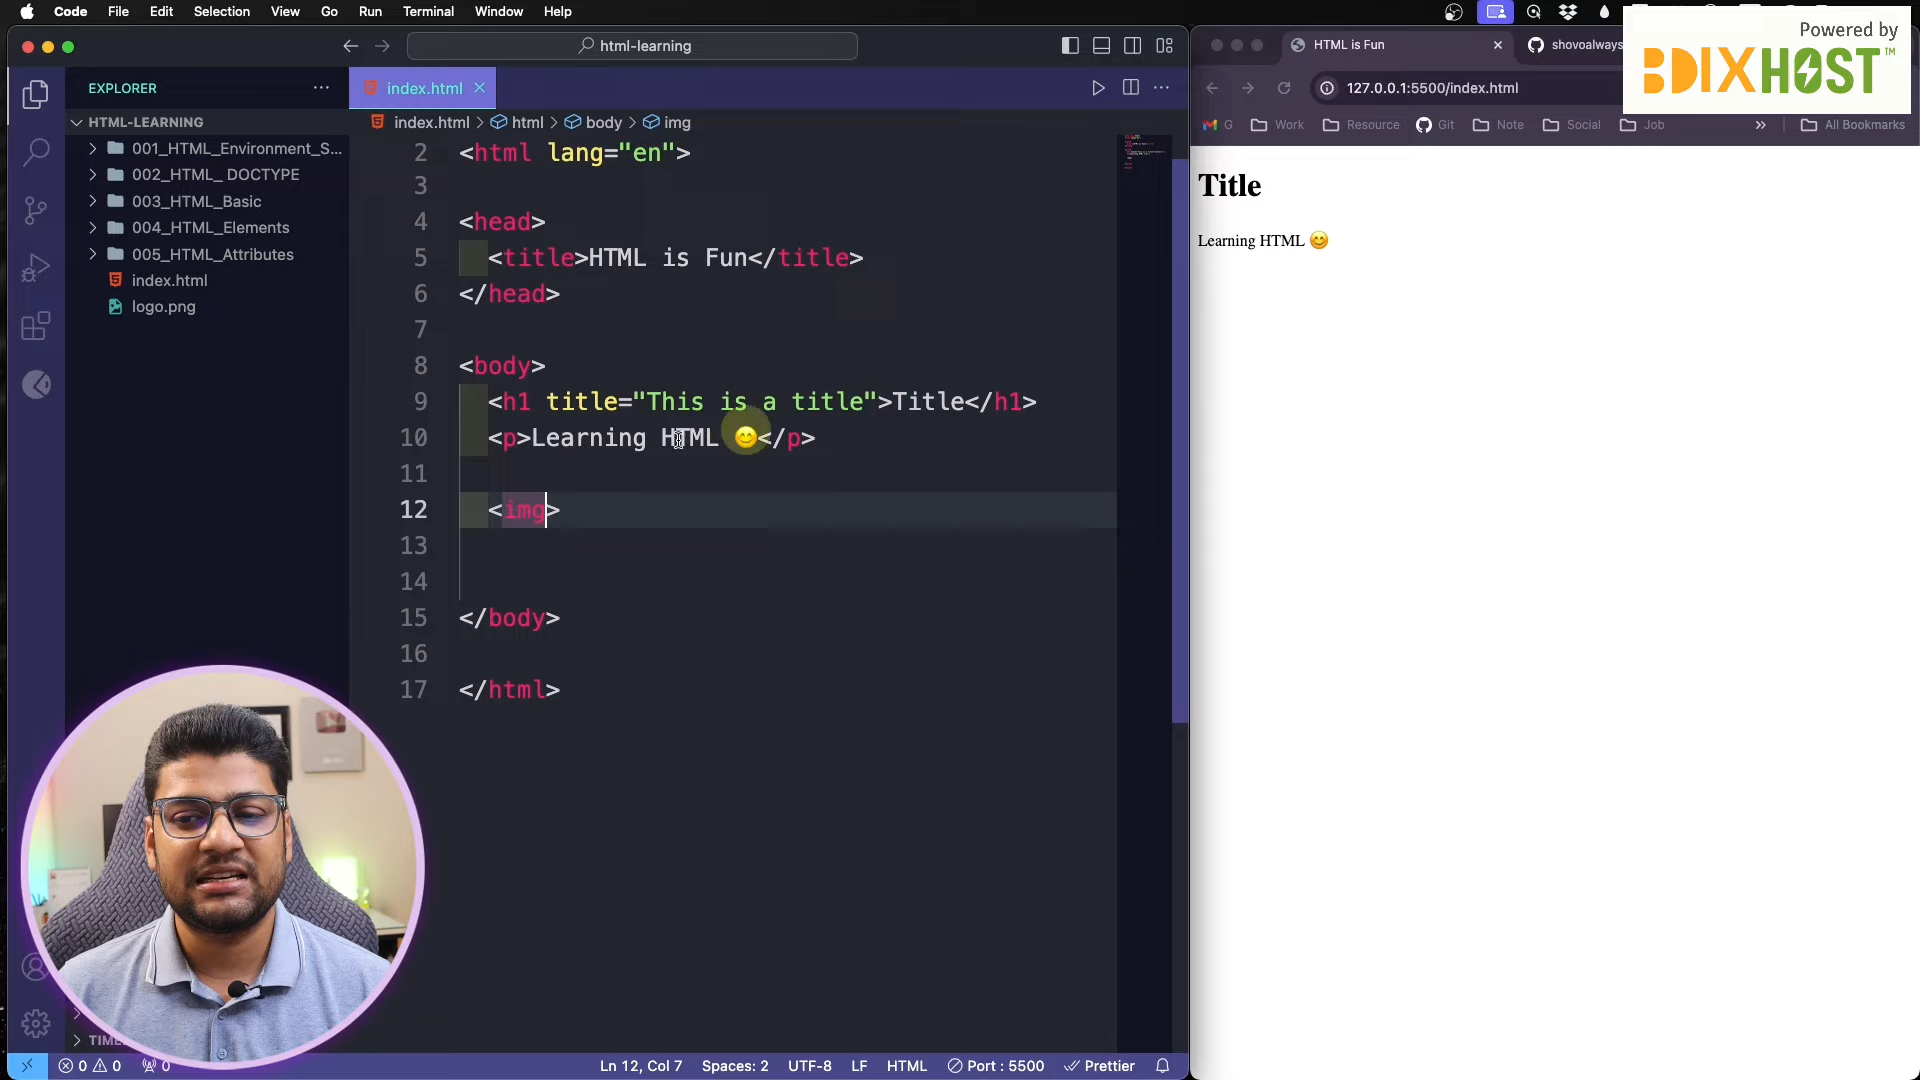 Code File Edit Selection View Go Run Terminal Window Help
html-learning
HTML is Fun
shovoalways
Powered by
BDIXHOST™
EXPLORER
index.html
127.0.0.1:5500/index.html
HTML-LEARNING
index.html > html > body > img
G Work Resource Git Note Social Job » All Bookmarks
001_HTML_Environment_S...
002_HTML_ DOCTYPE
003_HTML_Basic
004_HTML_Elements
005_HTML_Attributes
index.html
logo.png
2 <html lang="en">
3
4 <head>
5 <title>HTML is Fun</title>
6 </head>
7
8 <body>
9 <h1 title="This is a title">Title</h1>
10 <p>Learning HTML 😊</p>
11
12 <img>
13
14
15 </body>
16
17 </html>
Title
Learning HTML 😊
0 0 0
Ln 12, Col 7 Spaces: 2 UTF-8 LF HTML Port : 5500 Prettier